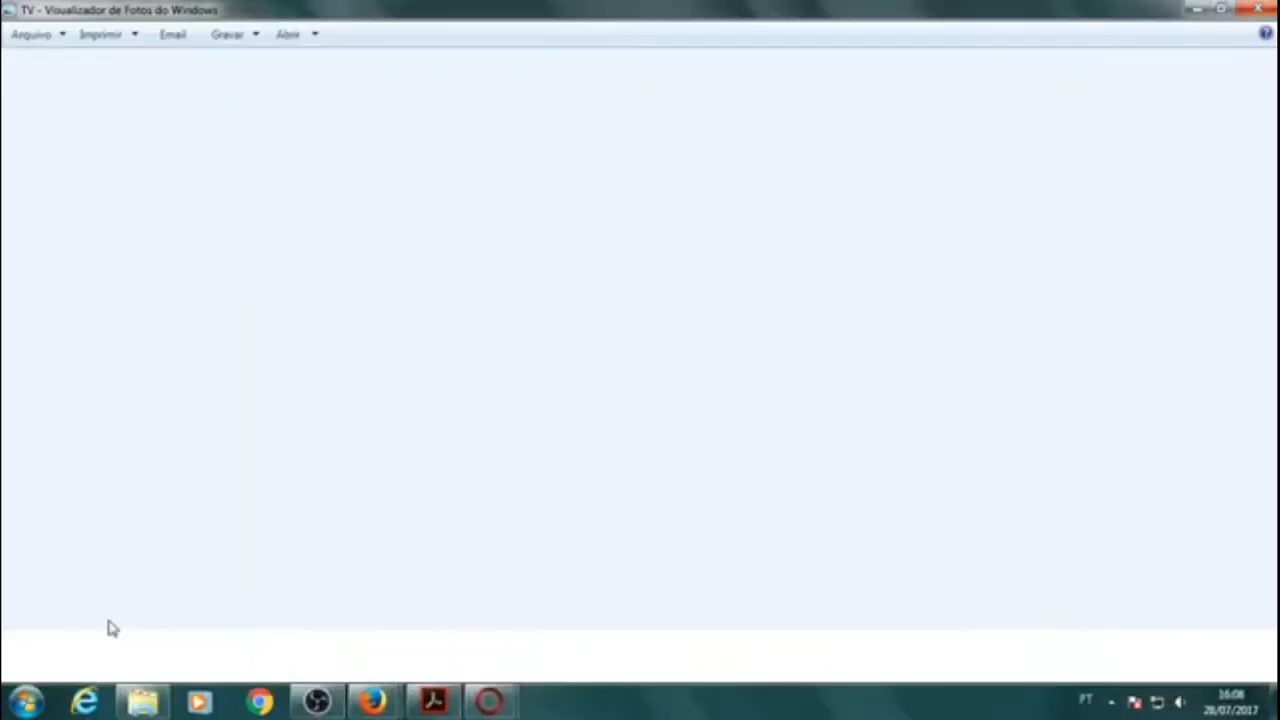 TV - Visualizador de Fotos do Windows
Arquivo Imprimir Email Gravar Abrir
PT
16:08
28/07/2017